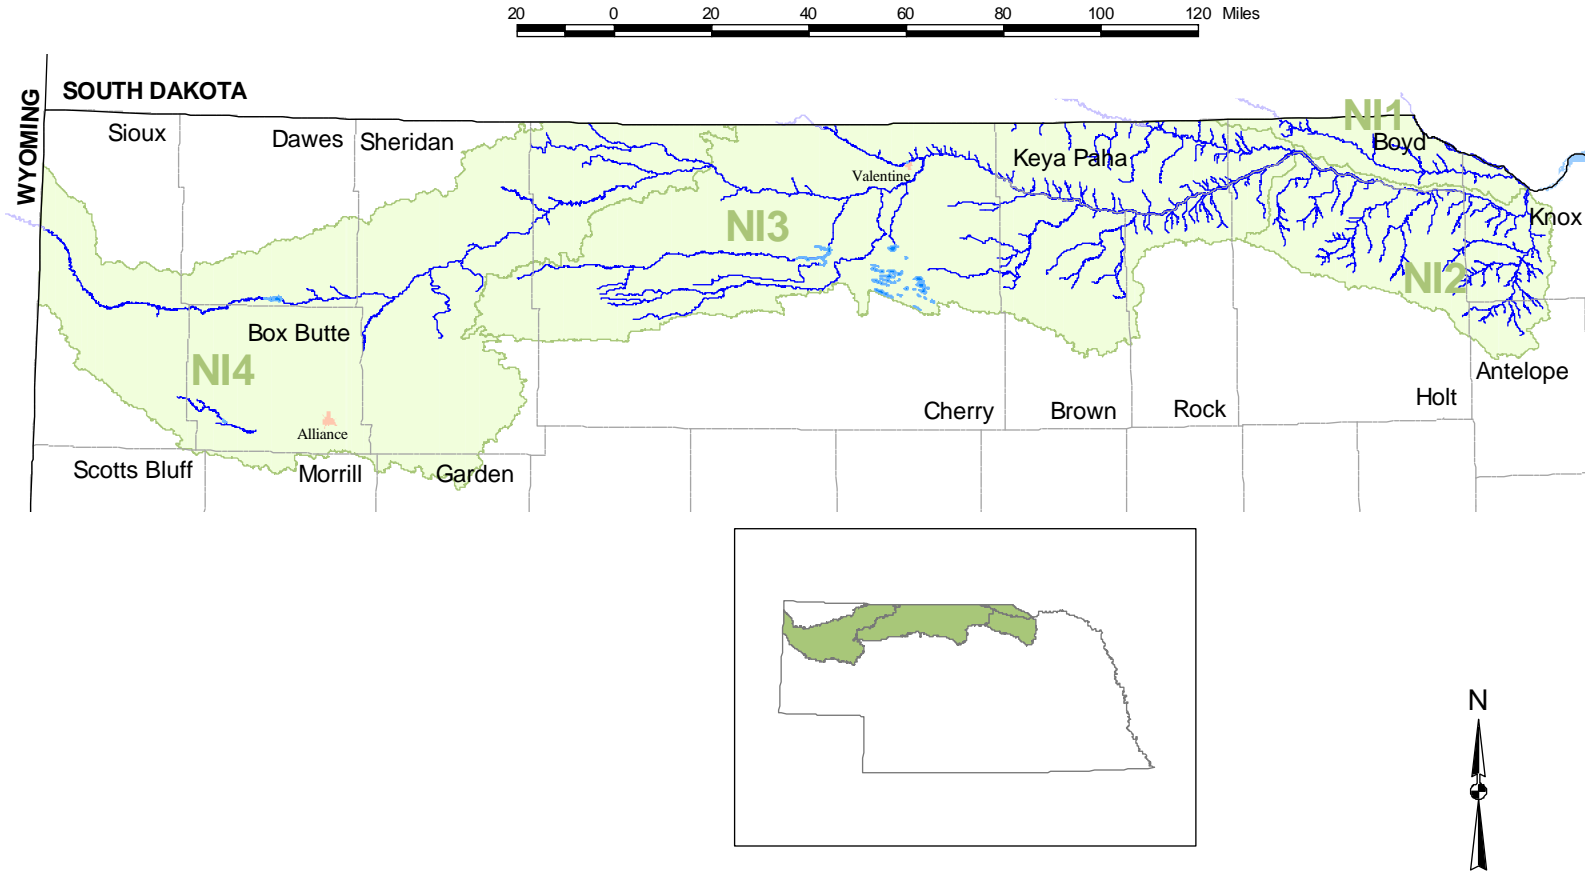 20 0 20 40 60 80 100 120 Miles
WYOMING
SOUTH DAKOTA
Sioux
Dawes
Sheridan
Valentine
Keya Paha
NI1
Boyd
Knox
NI3
NI2
Box Butte
NI4
Alliance
Antelope
Cherry
Brown
Rock
Holt
Scotts Bluff
Morrill
Garden
N